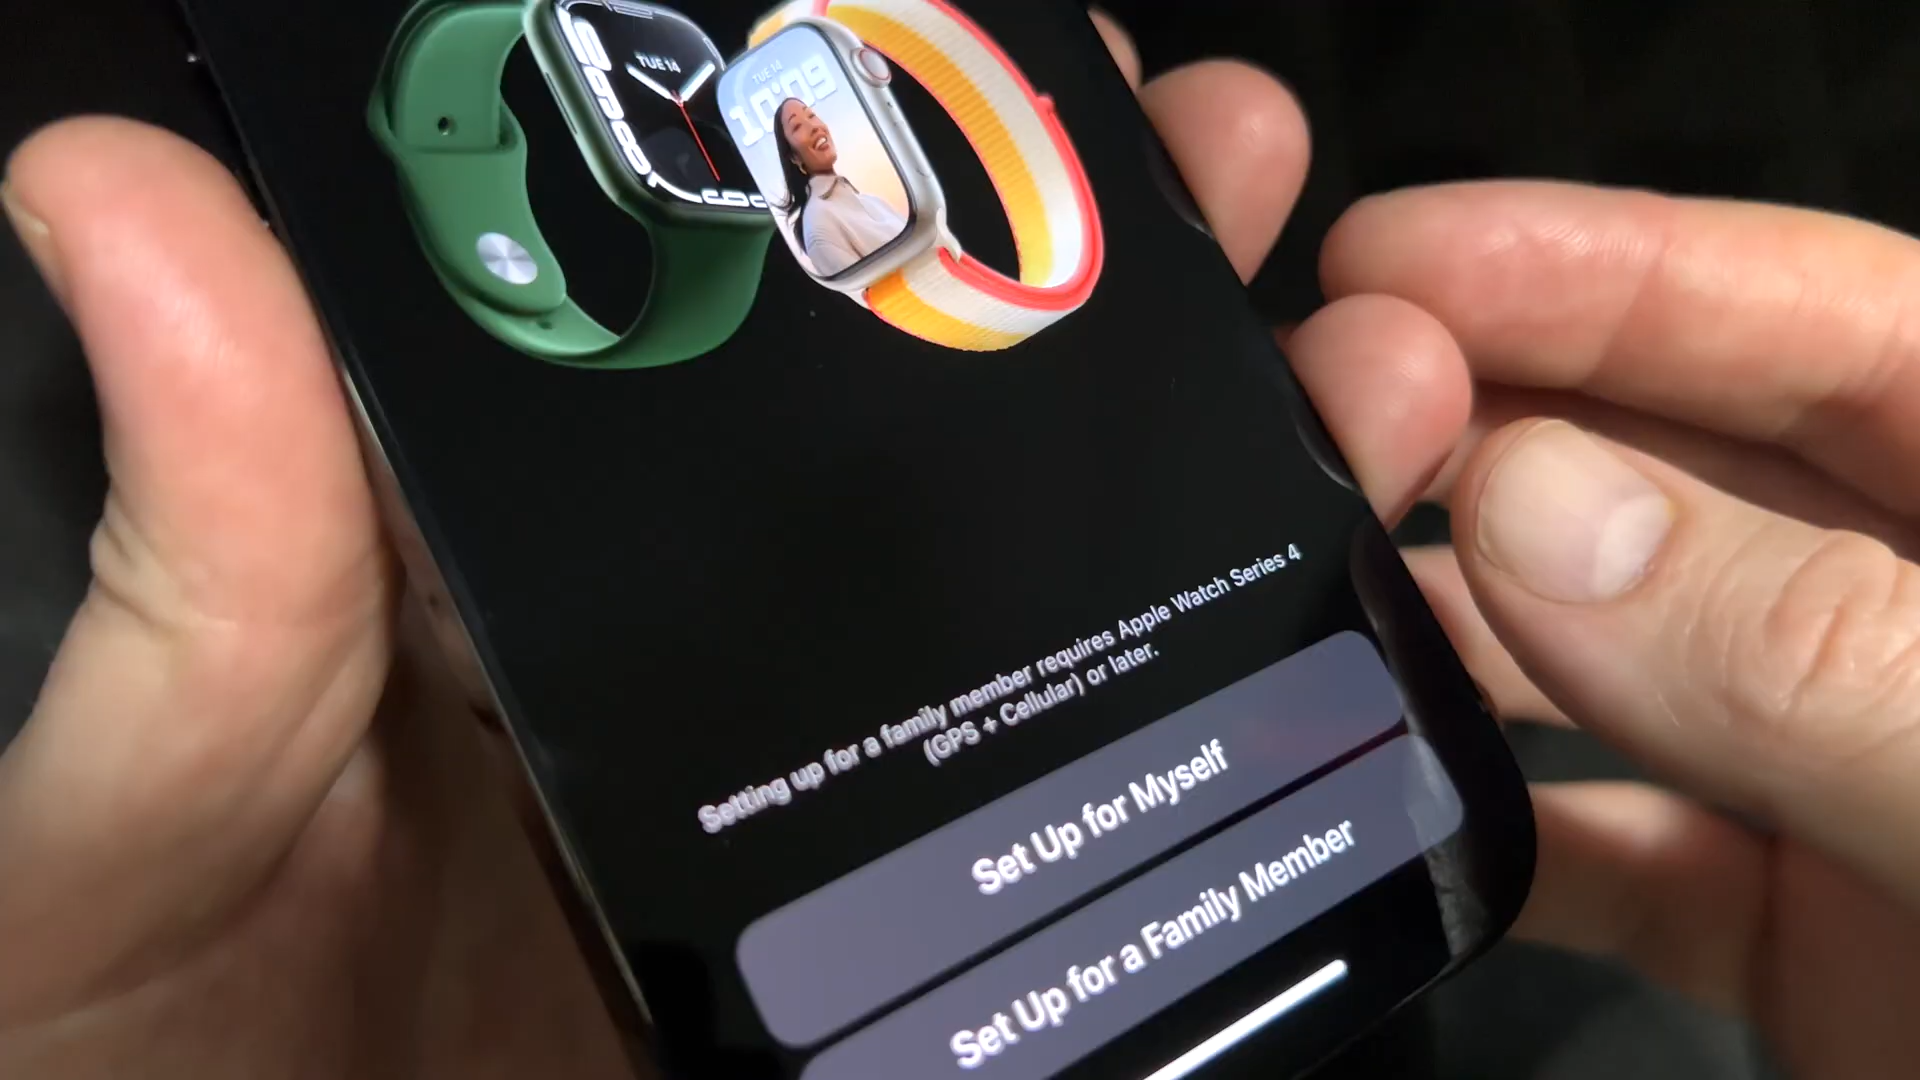 TUE 14
TUE 14
10:09
Setting up for a family member requires Apple Watch Series 4
(GPS + Cellular) or later.
Set Up for Myself
Set Up for a Family Member